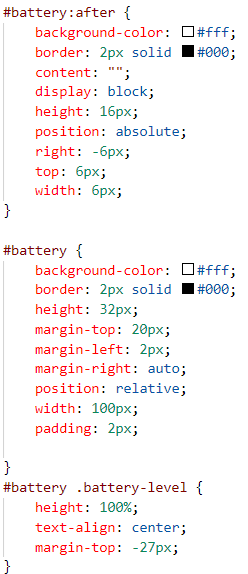 #battery:after {
background-color: #fff;
border: 2px solid #000;
content: "";
display: block;
height: 16px;
position: absolute;
right: -6px;
top: 6px;
width: 6px;
}
#battery {
background-color: #fff;
border: 2px solid #000;
height: 32px;
margin-top: 20px;
margin-left: 2px;
margin-right: auto;
position: relative;
width: 100px;
padding: 2px;
}
#battery .battery-level {
height: 100%;
text-align: center;
margin-top: -27px;
}